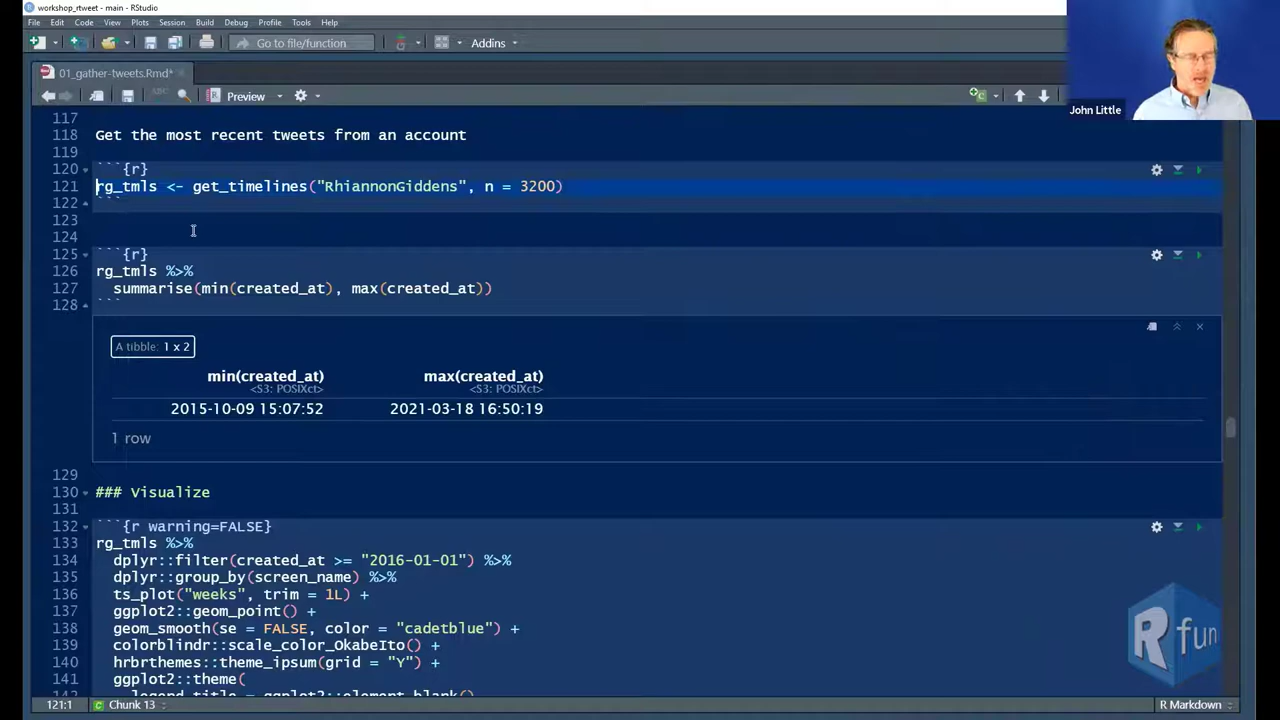 workshop_rtweet - main - RStudio
File Edit Code View Plots Session Build Debug Profile Tools Help
Go to file/function Addins
01_gather-tweets.Rmd*
ABC Preview
John Little
117
118 Get the most recent tweets from an account
119
120 ```{r}
121 rg_tmls <- get_timelines("RhiannonGiddens", n = 3200)
122 ```
123
124
125 ```{r}
126 rg_tmls %>%
127 summarise(min(created_at), max(created_at))
128 ```
A tibble: 1 x 2
min(created_at) max(created_at)
<S3: POSIXct> <S3: POSIXct>
2015-10-09 15:07:52 2021-03-18 16:50:19
1 row
129
130 ### Visualize
131
132 ```{r warning=FALSE}
133 rg_tmls %>%
134 dplyr::filter(created_at >= "2016-01-01") %>%
135 dplyr::group_by(screen_name) %>%
136 ts_plot("weeks", trim = 1L) +
137 ggplot2::geom_point() +
138 geom_smooth(se = FALSE, color = "cadetblue") +
139 colorblindr::scale_color_OkabeIto() +
140 hrbrthemes::theme_ipsum(grid = "Y") +
141 ggplot2::theme(
142 legend.title = ggplot2::element_blank()
R fun
121:1 Chunk 13 R Markdown